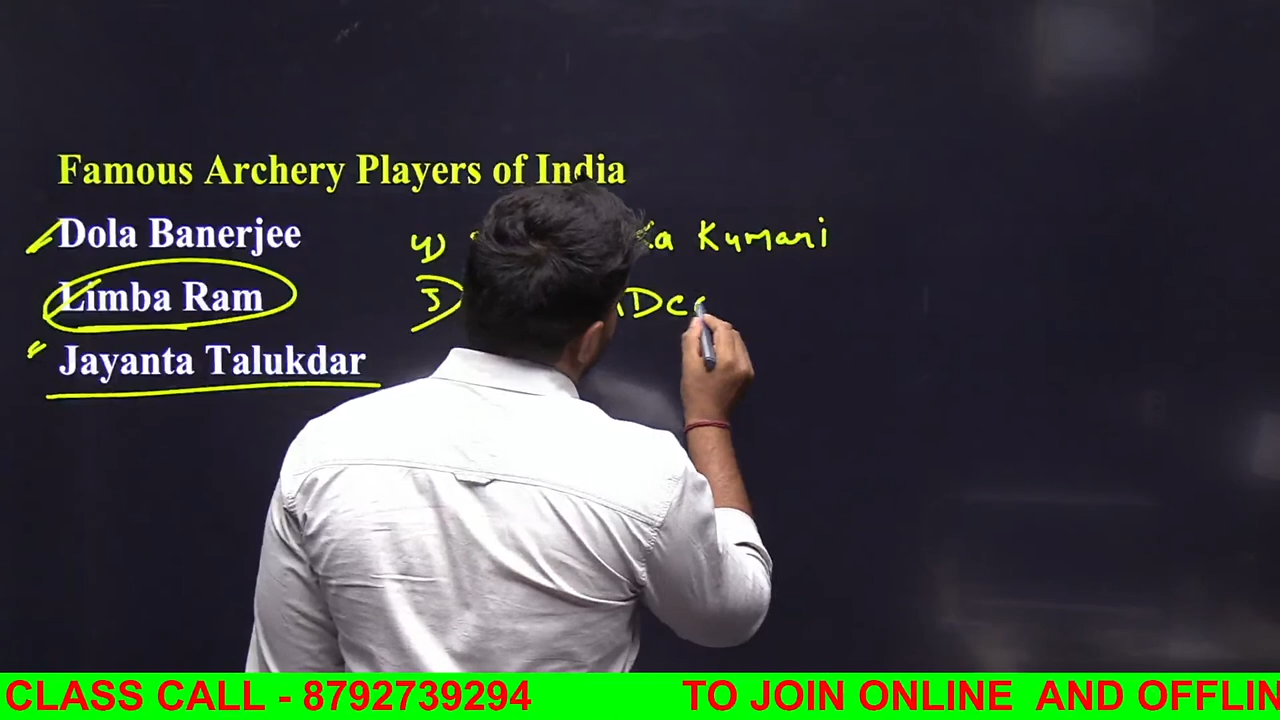 Famous Archery Players of India
Dola Banerjee
4) Kumari
Limba Ram
5)
Jayanta Talukdar
CLASS CALL - 8792739294 TO JOIN ONLINE AND OFFLIN